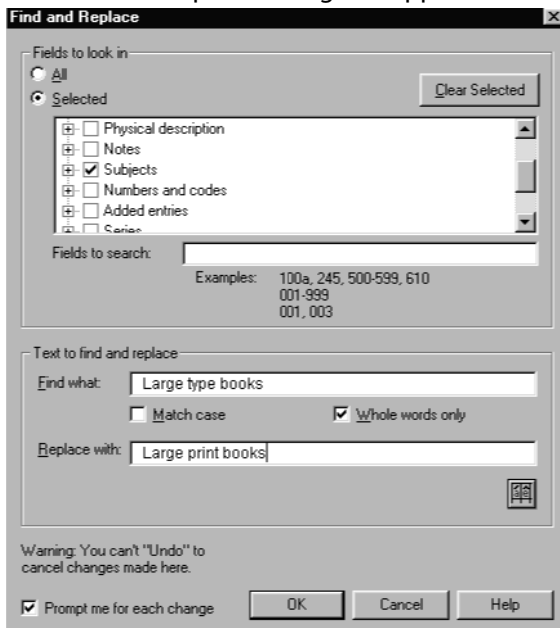 Find and Replace
Fields to look in
All
Selected
Clear Selected
Physical description
Notes
Subjects
Numbers and codes
Added entries
Series
Fields to search:
Examples: 100a, 245, 500-599, 610
001-999
001, 003
Text to find and replace
Find what: Large type books
Match case Whole words only
Replace with: Large print books
Warning: You can't "Undo" to
cancel changes made here.
Prompt me for each change OK Cancel Help